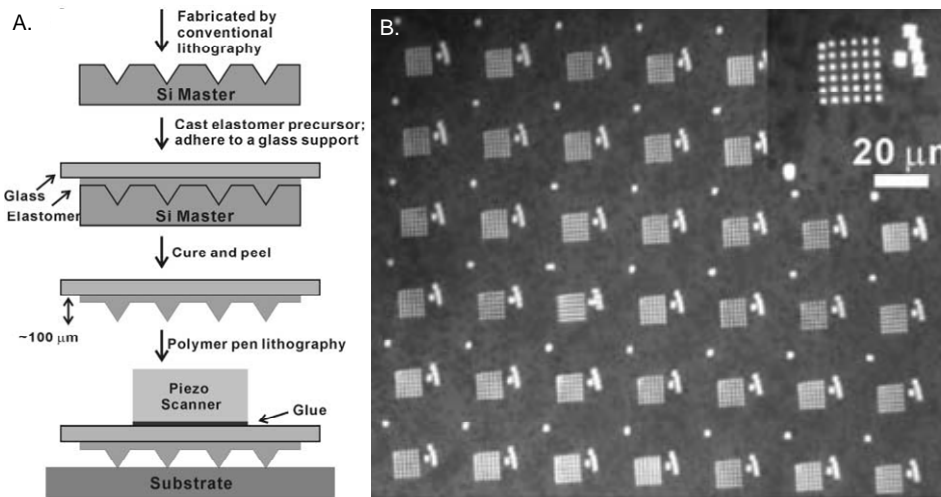 A.
Fabricated by
conventional
lithography
Si Master
Cast elastomer precursor;
adhere to a glass support
Glass
Elastomer
Si Master
Cure and peel
~100 μm
Polymer pen lithography
Piezo
Scanner
Glue
Substrate
B.
20 μm